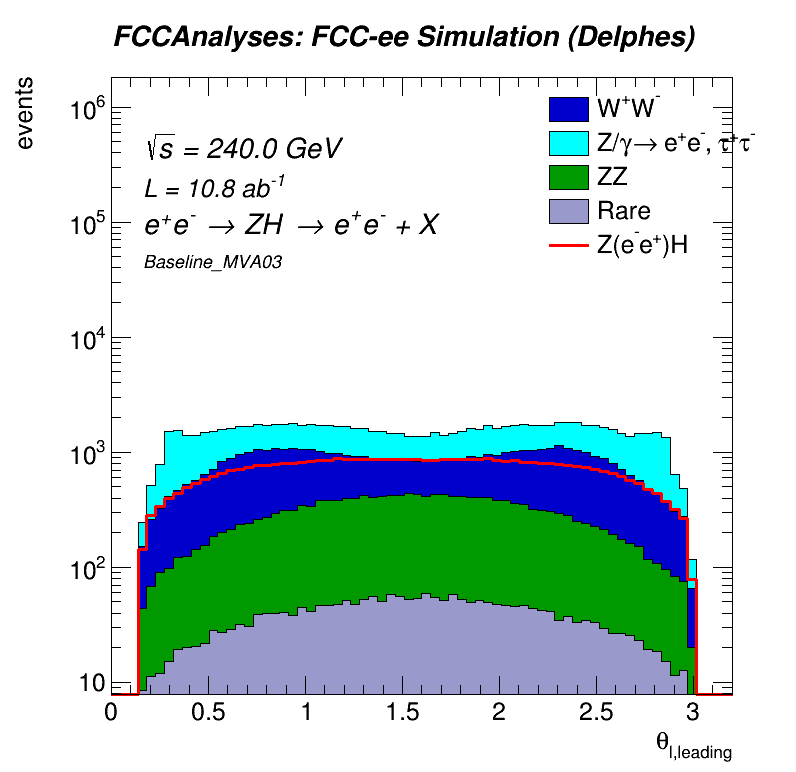 FCCAnalyses: FCC-ee Simulation (Delphes)
events
10⁶
10⁵
10⁴
10³
10²
10
√s = 240.0 GeV
L = 10.8 ab⁻¹
e⁺e⁻ → ZH → e⁺e⁻ + X
Baseline_MVA03
W⁺W⁻
Z/γ→ e⁺e⁻, τ⁺τ⁻
ZZ
Rare
Z(e⁻e⁺)H
0 0.5 1 1.5 2 2.5 3
θ_l,leading